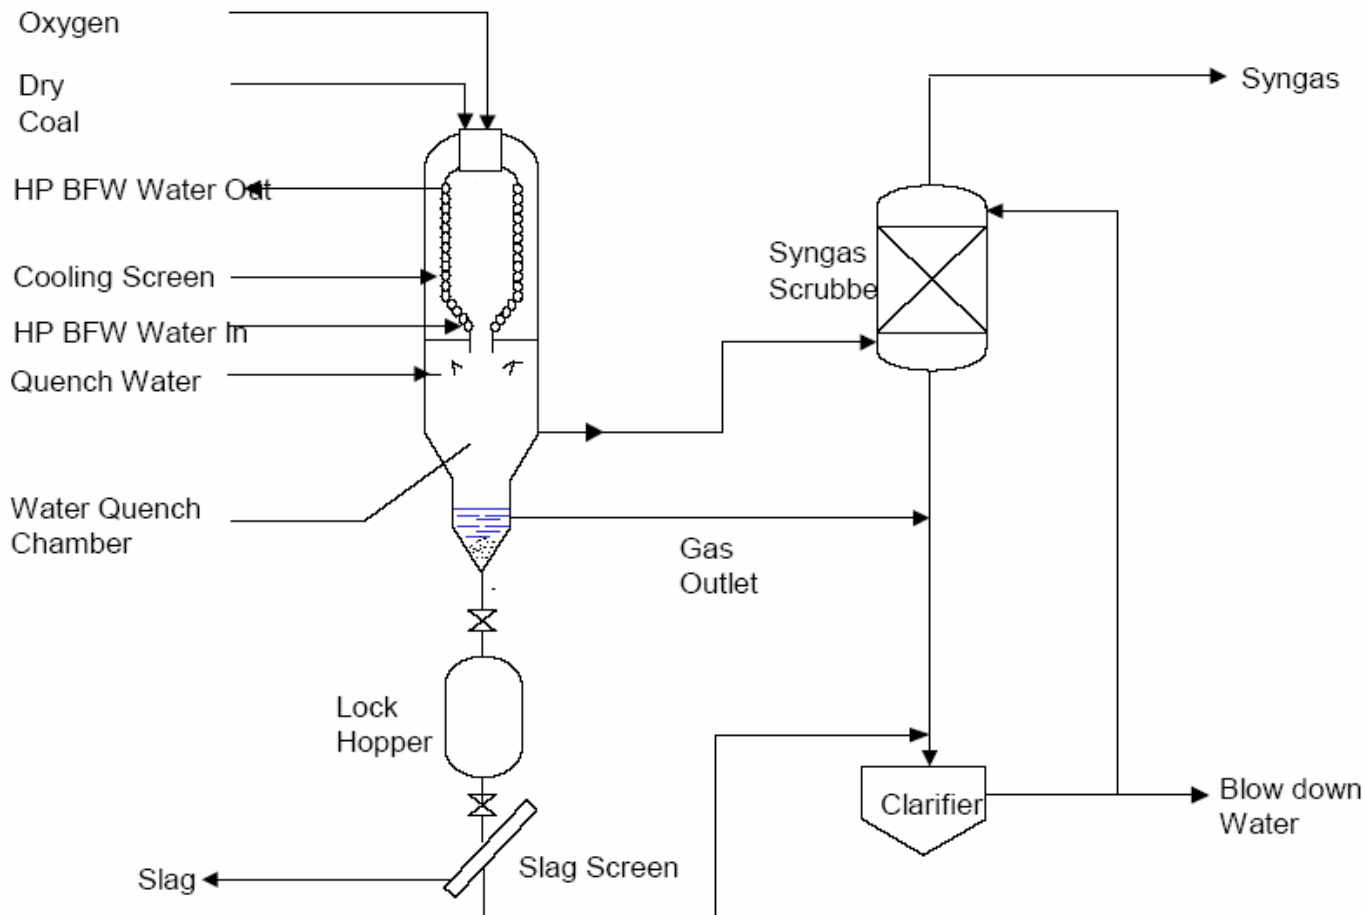 Oxygen
Dry
Coal
HP BFW Water Out
Cooling Screen
HP BFW Water In
Quench Water
Water Quench
Chamber
Syngas
Syngas
Scrubbe
Gas
Outlet
Lock
Hopper
Clarifier
Blow down
Water
Slag Screen
Slag